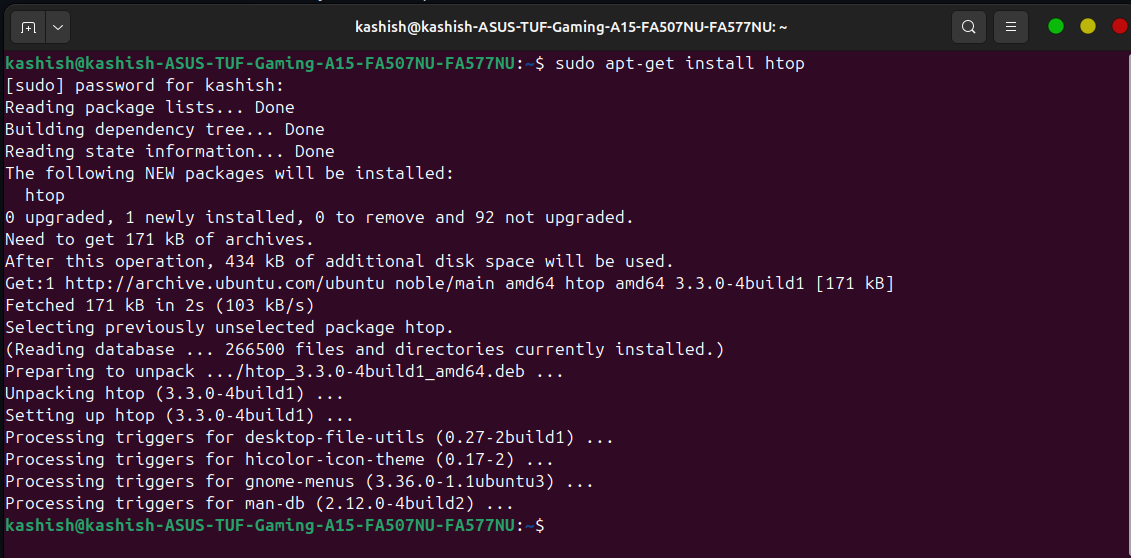 kashish@kashish-ASUS-TUF-Gaming-A15-FA507NU-FA577NU: ~
kashish@kashish-ASUS-TUF-Gaming-A15-FA507NU-FA577NU:~$ sudo apt-get install htop
[sudo] password for kashish:
Reading package lists... Done
Building dependency tree... Done
Reading state information... Done
The following NEW packages will be installed:
  htop
0 upgraded, 1 newly installed, 0 to remove and 92 not upgraded.
Need to get 171 kB of archives.
After this operation, 434 kB of additional disk space will be used.
Get:1 http://archive.ubuntu.com/ubuntu noble/main amd64 htop amd64 3.3.0-4build1 [171 kB]
Fetched 171 kB in 2s (103 kB/s)
Selecting previously unselected package htop.
(Reading database ... 266500 files and directories currently installed.)
Preparing to unpack .../htop_3.3.0-4build1_amd64.deb ...
Unpacking htop (3.3.0-4build1) ...
Setting up htop (3.3.0-4build1) ...
Processing triggers for desktop-file-utils (0.27-2build1) ...
Processing triggers for hicolor-icon-theme (0.17-2) ...
Processing triggers for gnome-menus (3.36.0-1.1ubuntu3) ...
Processing triggers for man-db (2.12.0-4build2) ...
kashish@kashish-ASUS-TUF-Gaming-A15-FA507NU-FA577NU:~$